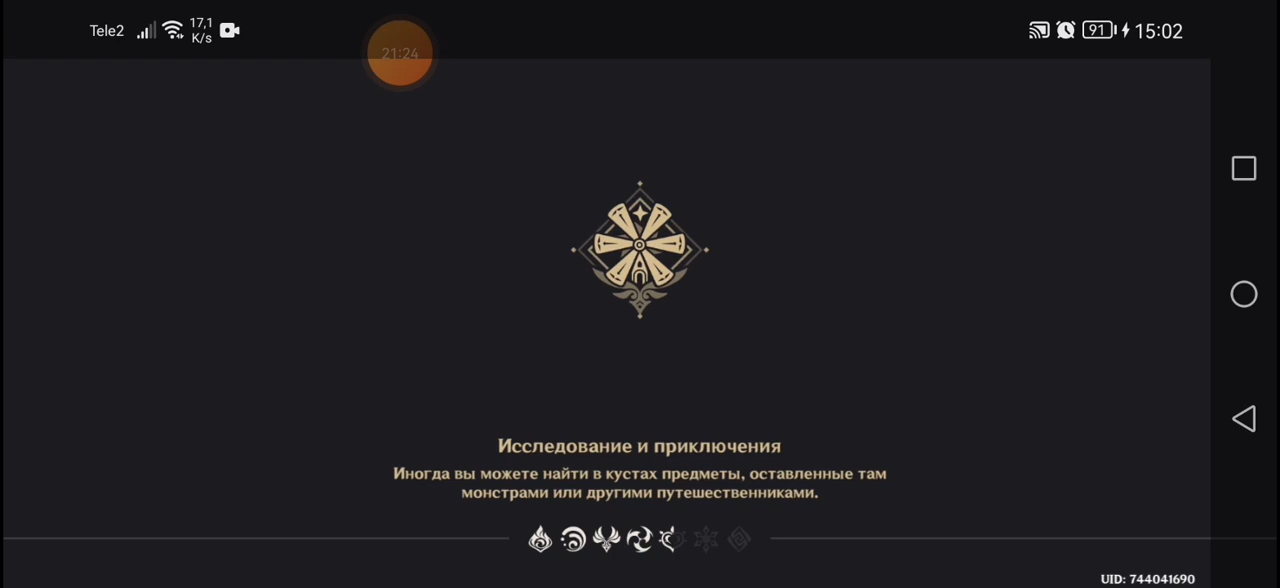 Tele2
17,1
K/s
21:24
91
15:02
Исследование и приключения
Иногда вы можете найти в кустах предметы, оставленные там
монстрами или другими путешественниками.
UID: 744041690